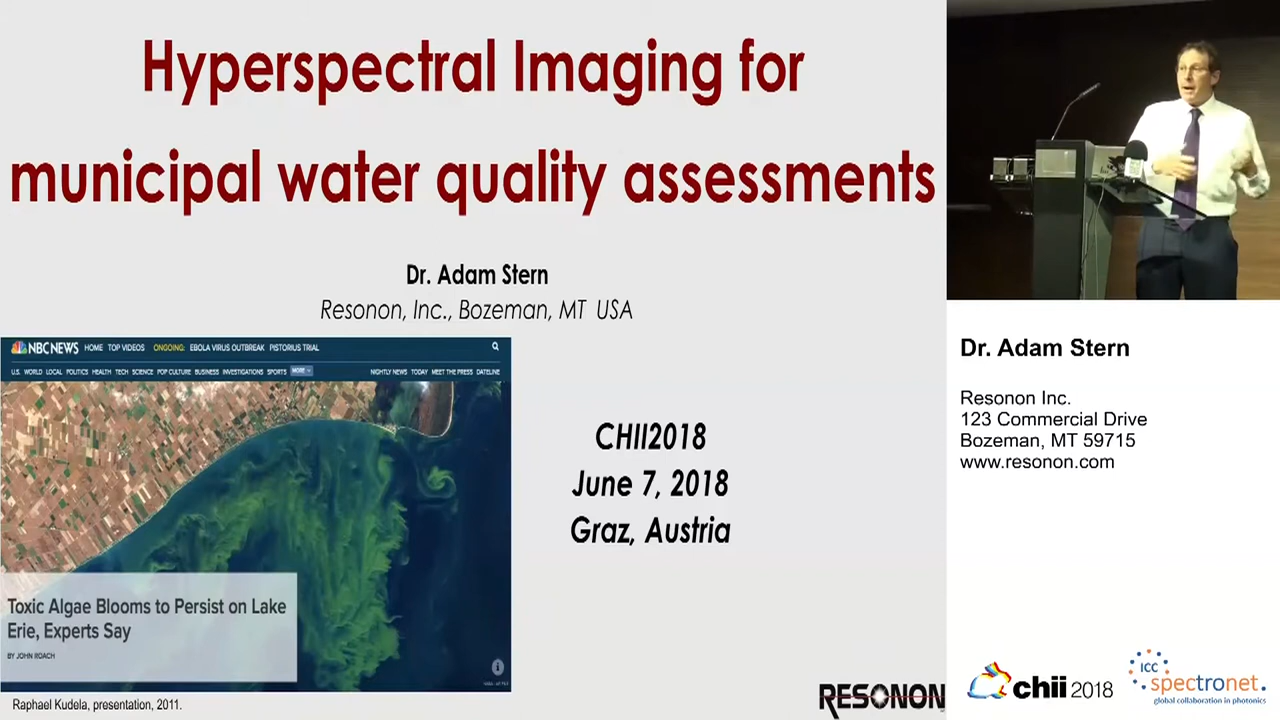 Hyperspectral Imaging for
municipal water quality assessments
Dr. Adam Stern
Resonon, Inc., Bozeman, MT USA
NBC NEWS HOME TOP VIDEOS ONGOING: EBOLA VIRUS OUTBREAK PISTORIUS TRIAL
U.S. WORLD LOCAL POLITICS HEALTH TECH SCIENCE POP CULTURE BUSINESS INVESTIGATIONS SPORTS MORE NIGHTLY NEWS TODAY MEET THE PRESS DATELINE
Toxic Algae Blooms to Persist on Lake
Erie, Experts Say
BY JOHN ROACH
Raphael Kudela, presentation, 2011.
CHII2018
June 7, 2018
Graz, Austria
RESONON
Dr. Adam Stern
Resonon Inc.
123 Commercial Drive
Bozeman, MT 59715
www.resonon.com
chii 2018
ICC
spectronet
global collaboration in photonics